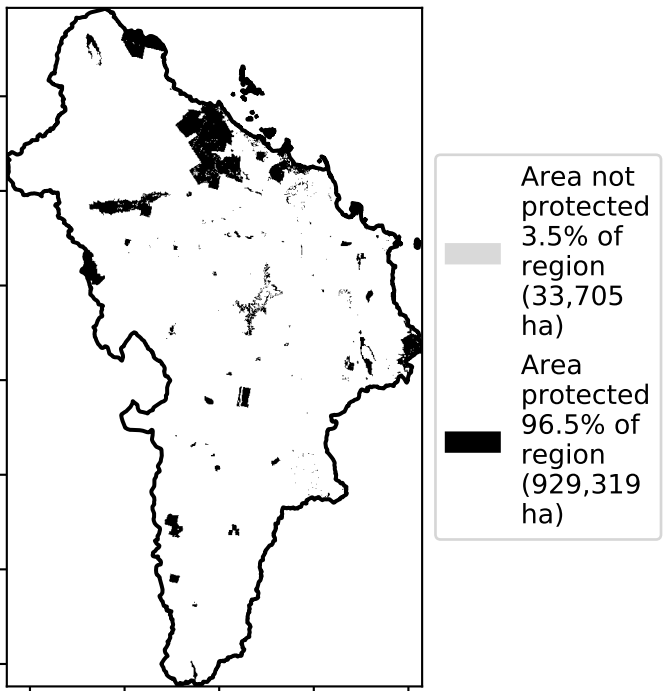 Area not
protected
3.5% of
region
(33,705
ha)
Area
protected
96.5% of
region
(929,319
ha)